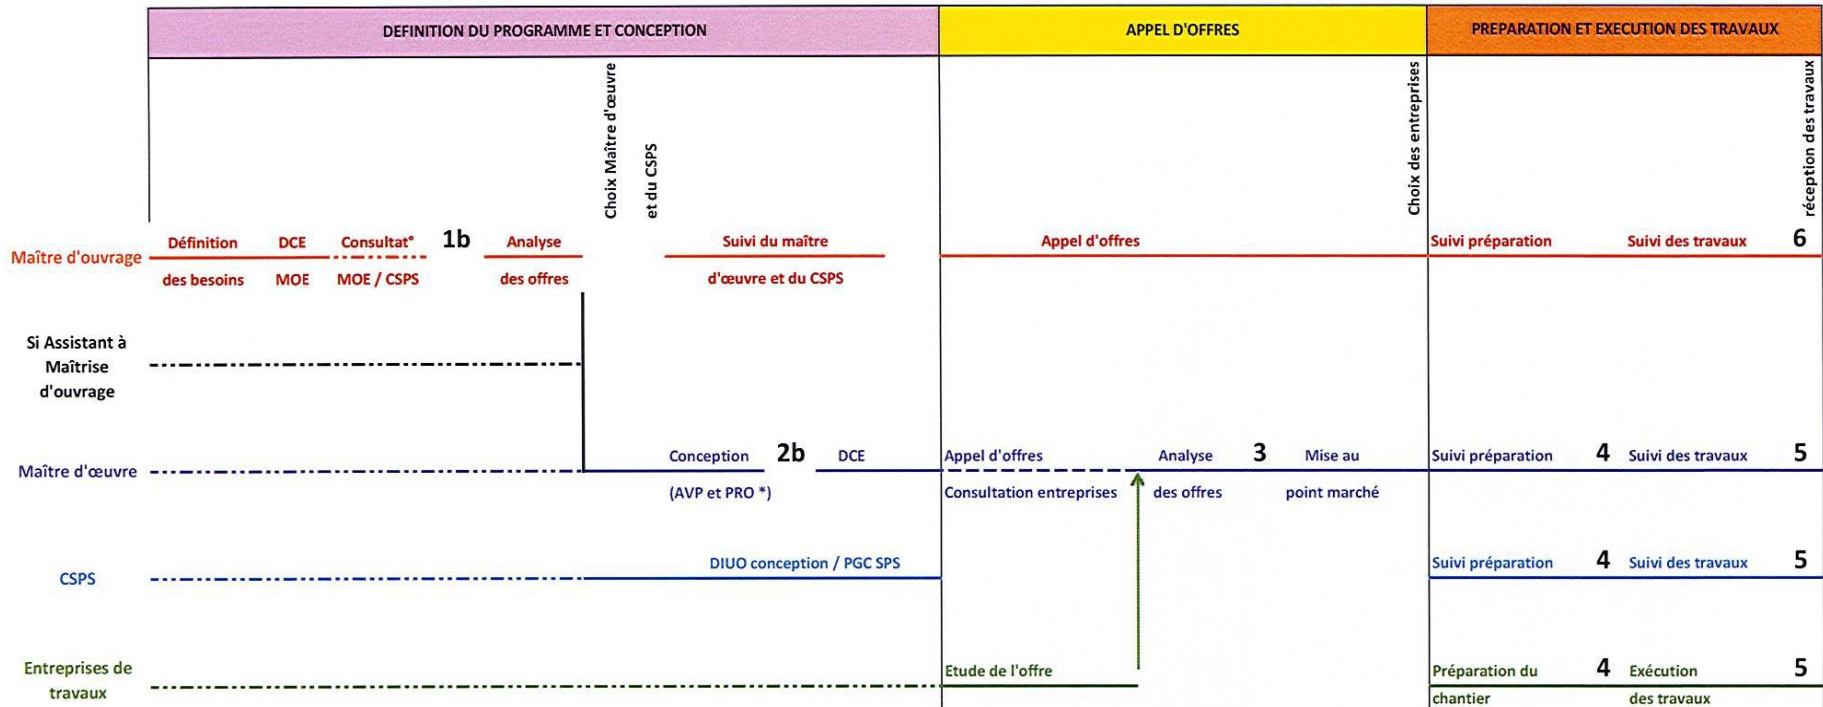 DEFINITION DU PROGRAMME ET CONCEPTION
APPEL D'OFFRES
PREPARATION ET EXECUTION DES TRAVAUX
Choix Maître d'œuvre
et du CSPS
Choix des entreprises
réception des travaux
Maître d'ouvrage
Définition
des besoins
DCE
MOE
Consultat°
MOE / CSPS
1b
Analyse
des offres
Suivi du maître
d'œuvre et du CSPS
Appel d'offres
Suivi préparation
Suivi des travaux
6
Si Assistant à
Maîtrise
d'ouvrage
Maître d'œuvre
Conception
(AVP et PRO *)
2b
DCE
Appel d'offres
Consultation entreprises
Analyse
des offres
3
Mise au
point marché
Suivi préparation
4
Suivi des travaux
5
CSPS
DIUO conception / PGC SPS
Suivi préparation
4
Suivi des travaux
5
Entreprises de
travaux
Etude de l'offre
Préparation du
chantier
4
Exécution
des travaux
5